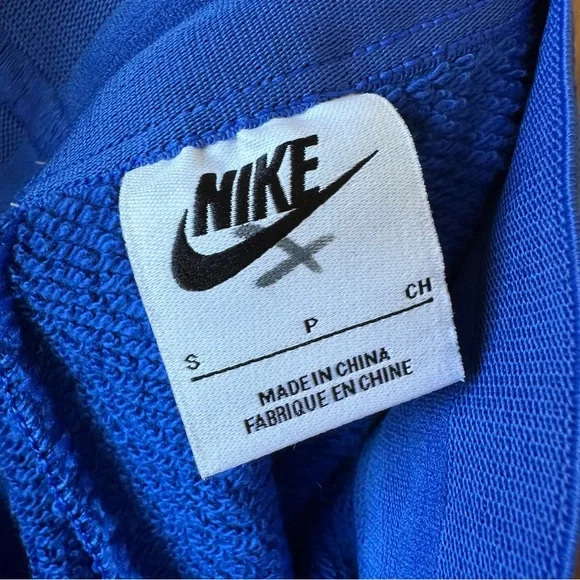 NIKE
S P CH
MADE IN CHINA
FABRIQUE EN CHINE